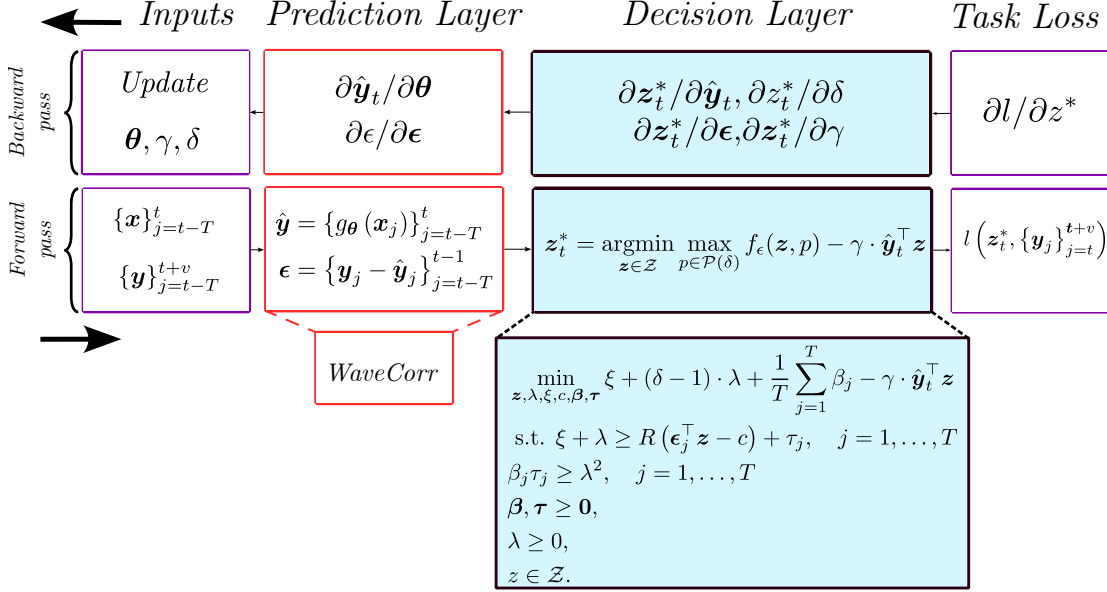 Inputs Prediction Layer Decision Layer Task Loss
Backward
pass
Update
θ, γ, δ
∂ŷ_t/∂θ
∂ϵ/∂ϵ
∂z*_t/∂ŷ_t, ∂z*_t/∂δ
∂z*_t/∂ϵ,∂z*_t/∂γ
∂l/∂z*
Forward
pass
{x}^t_{j=t-T}
{y}^{t+v}_{j=t-T}
ŷ = {g_θ (x_j)}^t_{j=t-T}
ϵ = {y_j − ŷ_j}^{t-1}_{j=t-T}
z*_t = argmin_{z∈Z} max_{p∈P(δ)} f_ϵ(z, p) − γ · ŷ_t^⊤ z
l (z*_t, {y_j}^{t+v}_{j=t})
WaveCorr
min_{z,λ,ξ,c,β,τ} ξ + (δ − 1) · λ + 1/T ∑_{j=1}^{T} β_j − γ · ŷ_t^⊤ z
s.t. ξ + λ ≥ R (ϵ_j^⊤ z − c) + τ_j, j = 1, . . . , T
β_j τ_j ≥ λ², j = 1, . . . , T
β, τ ≥ 0,
λ ≥ 0,
z ∈ Z.